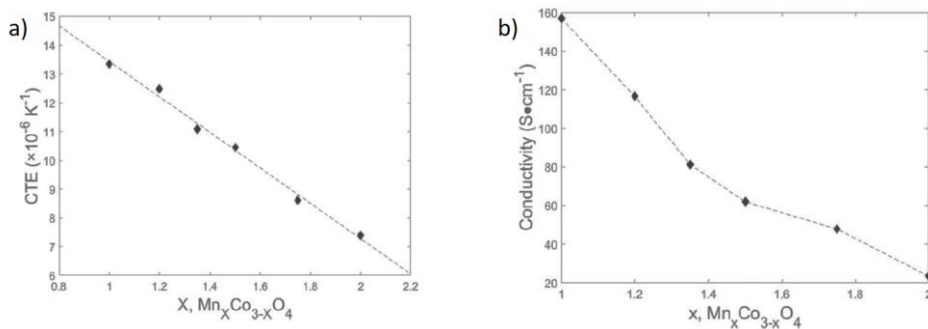 a)
15
14
13
12
11
10
9
8
7
6
CTE (×10⁻⁶ K⁻¹)
0.8 1 1.2 1.4 1.6 1.8 2 2.2
X, MnₓCo₃₋ₓO₄
b)
160
140
120
100
80
60
40
20
Conductivity (S•cm⁻¹)
1 1.2 1.4 1.6 1.8 2
x, MnₓCo₃₋ₓO₄